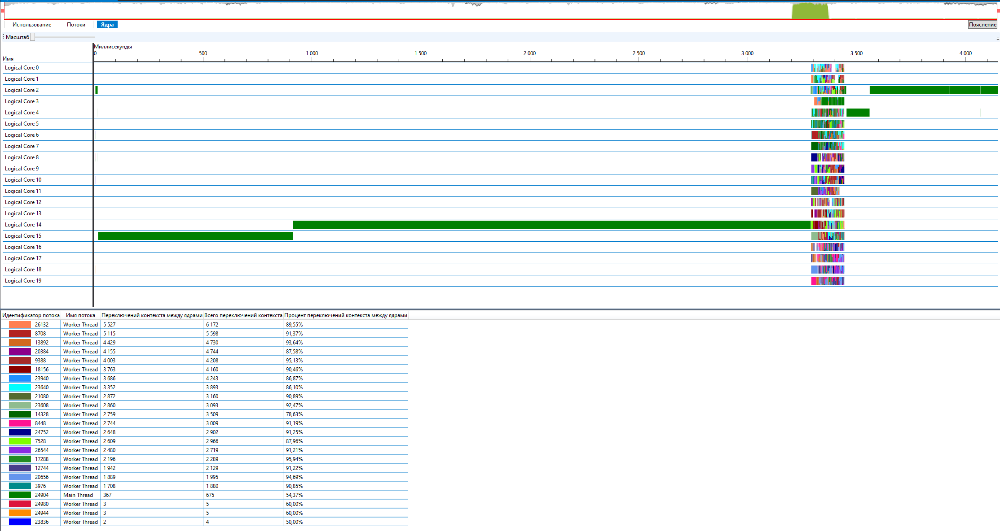 Использование Потоки Ядра Пояснение
Масштаб
Миллисекунды
Имя 0 500 1 000 1 500 2 000 2 500 3 000 3 500 4 000
Logical Core 0
Logical Core 1
Logical Core 2
Logical Core 3
Logical Core 4
Logical Core 5
Logical Core 6
Logical Core 7
Logical Core 8
Logical Core 9
Logical Core 10
Logical Core 11
Logical Core 12
Logical Core 13
Logical Core 14
Logical Core 15
Logical Core 16
Logical Core 17
Logical Core 18
Logical Core 19
Идентификатор потока Имя потока Переключений контекста между ядрами Всего переключений контекста Процент переключений контекста между ядрами
26132 Worker Thread 5 527 6 172 89,55%
8708 Worker Thread 5 115 5 598 91,37%
13892 Worker Thread 4 429 4 730 93,64%
20384 Worker Thread 4 155 4 744 87,58%
9388 Worker Thread 4 003 4 208 95,13%
18156 Worker Thread 3 763 4 160 90,46%
23940 Worker Thread 3 686 4 243 86,87%
23640 Worker Thread 3 352 3 893 86,10%
21080 Worker Thread 2 872 3 160 90,89%
23608 Worker Thread 2 860 3 093 92,47%
14328 Worker Thread 2 759 3 509 78,63%
8448 Worker Thread 2 744 3 009 91,19%
24752 Worker Thread 2 648 2 902 91,25%
7528 Worker Thread 2 609 2 966 87,96%
26544 Worker Thread 2 480 2 719 91,21%
17288 Worker Thread 2 196 2 289 95,94%
12744 Worker Thread 1 942 2 129 91,22%
20656 Worker Thread 1 889 1 995 94,69%
3976 Worker Thread 1 708 1 880 90,85%
24904 Main Thread 367 675 54,37%
24980 Worker Thread 3 5 60,00%
24944 Worker Thread 3 5 60,00%
23836 Worker Thread 2 4 50,00%